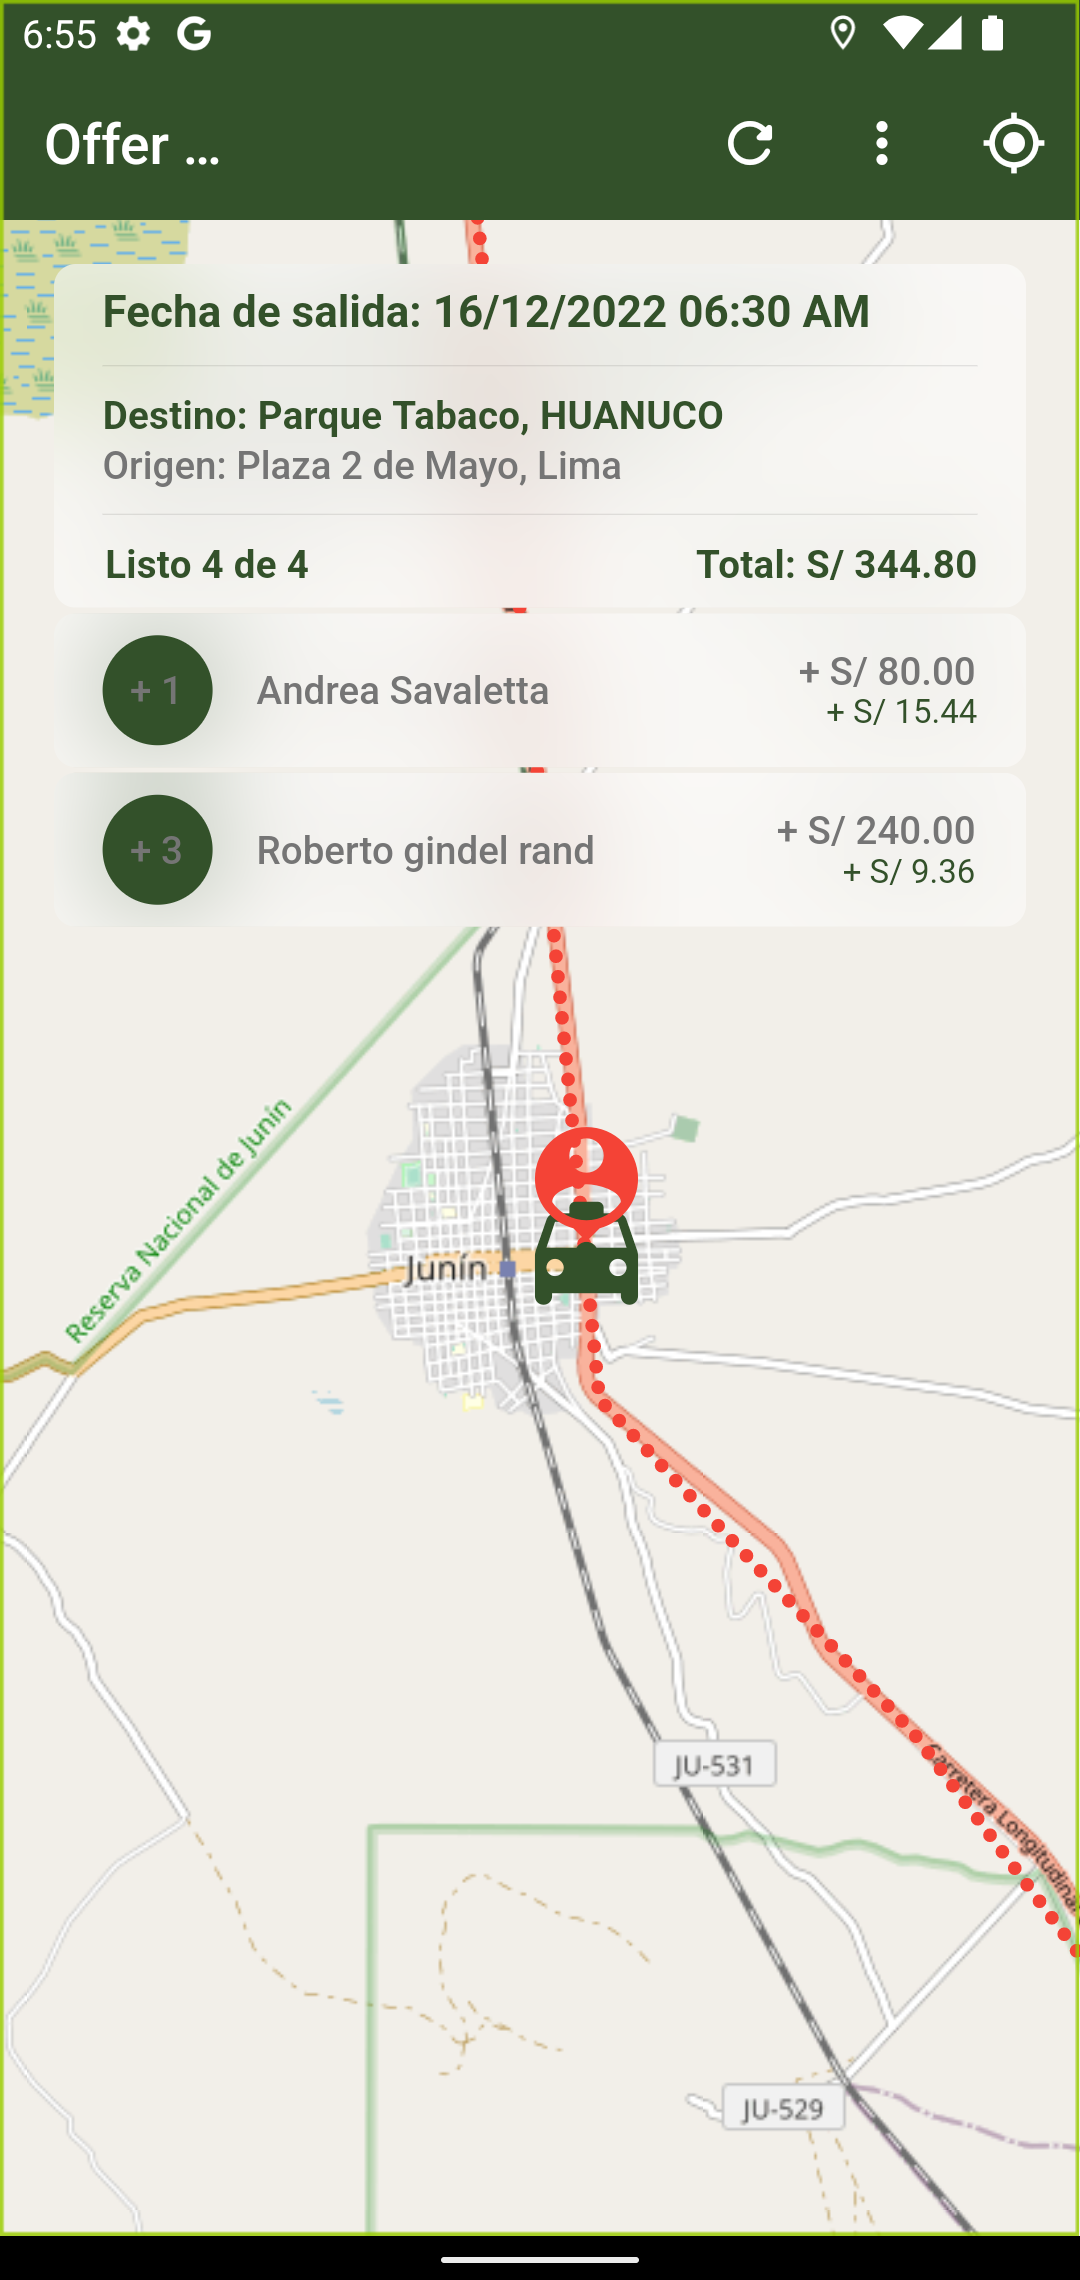 6:55
Offer ...
Fecha de salida: 16/12/2022 06:30 AM
Destino: Parque Tabaco, HUANUCO
Origen: Plaza 2 de Mayo, Lima
Listo 4 de 4
Total: S/ 344.80
+ 1
Andrea Savaletta
+ S/ 80.00
+ S/ 15.44
+ 3
Roberto gindel rand
+ S/ 240.00
+ S/ 9.36
Reserva Nacional de Junín
Junín
JU-531
Carretera Longitudinal
JU-529